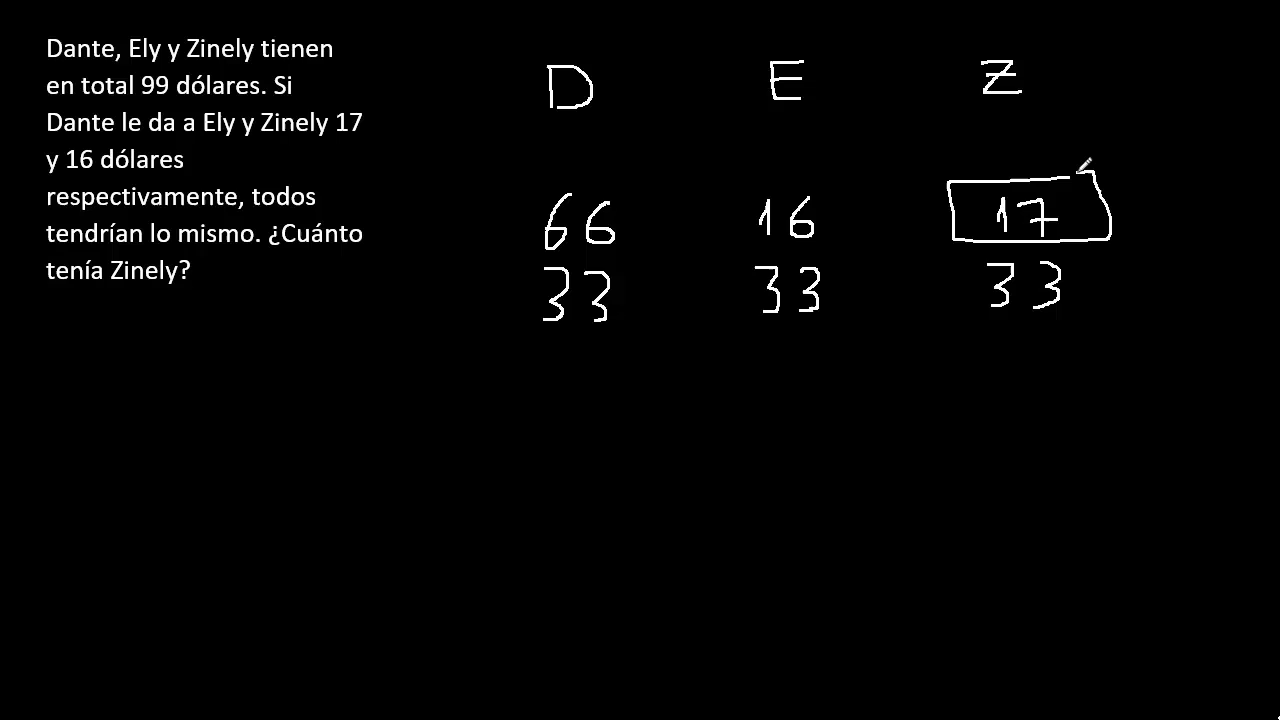 Dante, Ely y Zinely tienen
en total 99 dólares. Si
Dante le da a Ely y Zinely 17
y 16 dólares
respectivamente, todos
tendrían lo mismo. ¿Cuánto
tenía Zinely?
D E Z
66 16 17
33 33 33